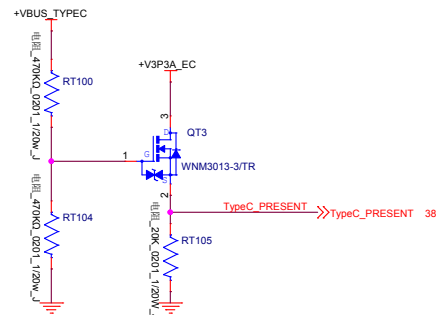 +VBUS_TYPEC
电阻_470KΩ_0201_1/20w_J
RT100
+V3P3A_EC
3
D
QT3
1
G
WNM3013-3/TR
S
2
电阻_470KΩ_0201_1/20w_J
RT104
TypeC_PRESENT
TypeC_PRESENT 38
电阻_20K_0201_1/20W_
RT105